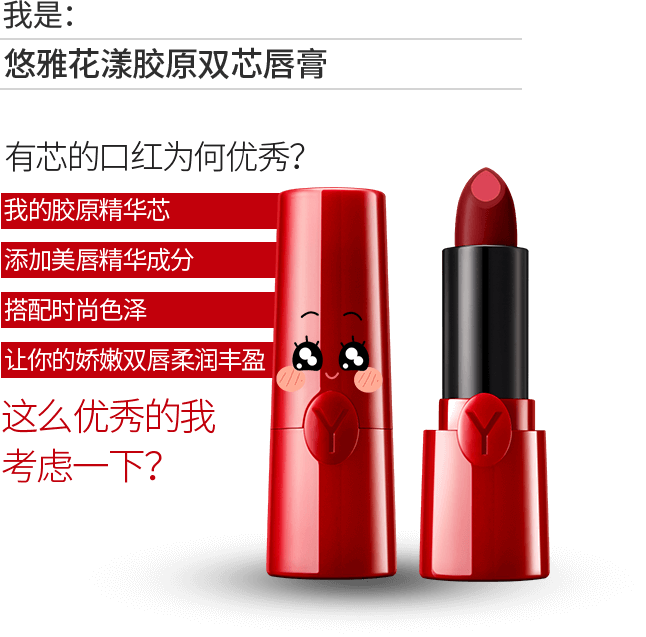 我是：
悠雅花漾胶原双芯唇膏
有芯的口红为何优秀？
我的胶原精华芯
添加美唇精华成分
搭配时尚色泽
让你的娇嫩双唇柔润丰盈
这么优秀的我
考虑一下？
Y
Y